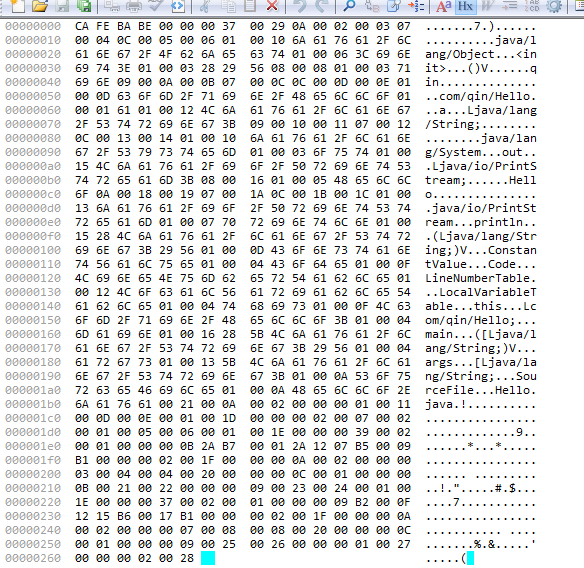 A Hx W
00000000 CA FE BA BE 00 00 00 37 00 29 0A 00 02 00 03 07 .......7.)......
00000010 00 04 0C 00 05 00 06 01 00 10 6A 61 76 61 2F 6C ..........java/l
00000020 61 6E 67 2F 4F 62 6A 65 63 74 01 00 06 3C 69 6E ang/Object...<in
00000030 69 74 3E 01 00 03 28 29 56 08 00 08 01 00 03 71 it>...()V......q
00000040 69 6E 09 00 0A 00 0B 07 00 0C 0C 00 0D 00 0E 01 in..............
00000050 00 0D 63 6F 6D 2F 71 69 6E 2F 48 65 6C 6C 6F 01 ..com/qin/Hello.
00000060 00 01 61 01 00 12 4C 6A 61 76 61 2F 6C 61 6E 67 ..a...Ljava/lang
00000070 2F 53 74 72 69 6E 67 3B 09 00 10 00 11 07 00 12 /String;........
00000080 0C 00 13 00 14 01 00 10 6A 61 76 61 2F 6C 61 6E ........java/lan
00000090 67 2F 53 79 73 74 65 6D 01 00 03 6F 75 74 01 00 g/System...out..
000000a0 15 4C 6A 61 76 61 2F 69 6F 2F 50 72 69 6E 74 53 .Ljava/io/PrintS
000000b0 74 72 65 61 6D 3B 08 00 16 01 00 05 48 65 6C 6C tream;......Hell
000000c0 6F 0A 00 18 00 19 07 00 1A 0C 00 1B 00 1C 01 00 o...............
000000d0 13 6A 61 76 61 2F 69 6F 2F 50 72 69 6E 74 53 74 .java/io/PrintSt
000000e0 72 65 61 6D 01 00 07 70 72 69 6E 74 6C 6E 01 00 ream...println..
000000f0 15 28 4C 6A 61 76 61 2F 6C 61 6E 67 2F 53 74 72 .(Ljava/lang/Str
00000100 69 6E 67 3B 29 56 01 00 0D 43 6F 6E 73 74 61 6E ing;)V...Constan
00000110 74 56 61 6C 75 65 01 00 04 43 6F 64 65 01 00 0F tValue...Code...
00000120 4C 69 6E 65 4E 75 6D 62 65 72 54 61 62 6C 65 01 LineNumberTable.
00000130 00 12 4C 6F 63 61 6C 56 61 72 69 61 62 6C 65 54 ..LocalVariableT
00000140 61 62 6C 65 01 00 04 74 68 69 73 01 00 0F 4C 63 able...this...Lc
00000150 6F 6D 2F 71 69 6E 2F 48 65 6C 6C 6F 3B 01 00 04 om/qin/Hello;...
00000160 6D 61 69 6E 01 00 16 28 5B 4C 6A 61 76 61 2F 6C main...([Ljava/l
00000170 61 6E 67 2F 53 74 72 69 6E 67 3B 29 56 01 00 04 ang/String;)V...
00000180 61 72 67 73 01 00 13 5B 4C 6A 61 76 61 2F 6C 61 args...[Ljava/la
00000190 6E 67 2F 53 74 72 69 6E 67 3B 01 00 0A 53 6F 75 ng/String;...Sou
000001a0 72 63 65 46 69 6C 65 01 00 0A 48 65 6C 6C 6F 2E rceFile...Hello.
000001b0 6A 61 76 61 00 21 00 0A 00 02 00 00 00 01 00 11 java.!..........
000001c0 00 0D 00 0E 00 01 00 1D 00 00 00 02 00 07 00 02 ................
000001d0 00 01 00 05 00 06 00 01 00 1E 00 00 00 39 00 02 .............9..
000001e0 00 01 00 00 00 0B 2A B7 00 01 2A 12 07 B5 00 09 ......*...*.....
000001f0 B1 00 00 00 02 00 1F 00 00 00 0A 00 02 00 00 00 ................
00000200 03 00 04 00 04 00 20 00 00 00 0C 00 01 00 00 00 ...... .........
00000210 0B 00 21 00 22 00 00 00 09 00 23 00 24 00 01 00 ..!.".....#.$...
00000220 1E 00 00 00 37 00 02 00 01 00 00 00 09 B2 00 0F ....7...........
00000230 12 15 B6 00 17 B1 00 00 00 02 00 1F 00 00 00 0A ................
00000240 00 02 00 00 00 07 00 08 00 08 00 20 00 00 00 0C ........... ....
00000250 00 01 00 00 00 09 00 25 00 26 00 00 00 01 00 27 .......%.&.....'
00000260 00 00 00 02 00 28 .....(